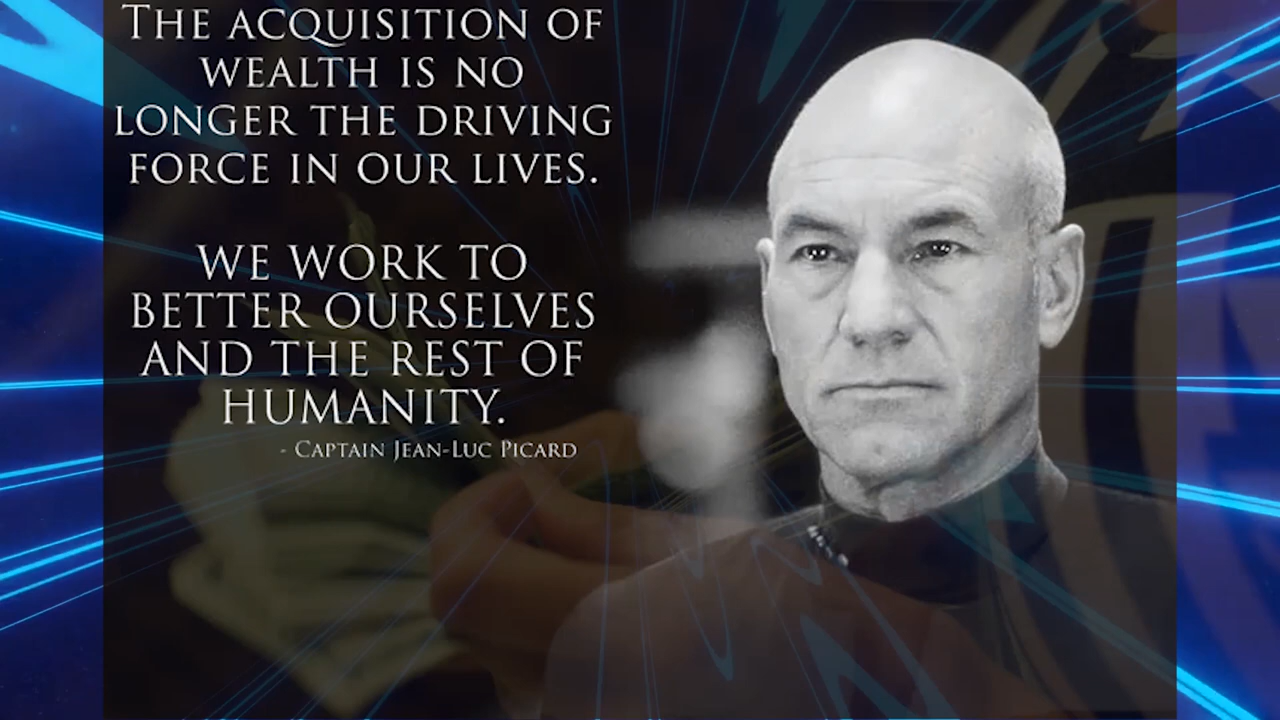 THE ACQUISITION OF
WEALTH IS NO
LONGER THE DRIVING
FORCE IN OUR LIVES.
WE WORK TO
BETTER OURSELVES
AND THE REST OF
HUMANITY.
- CAPTAIN JEAN-LUC PICARD